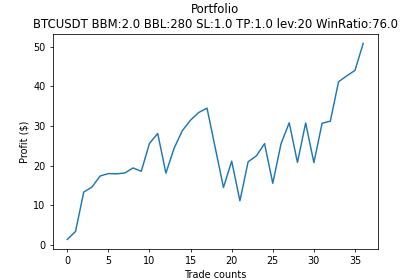 Portfolio
BTCUSDT BBM:2.0 BBL:280 SL:1.0 TP:1.0 lev:20 WinRatio:76.0
50
40
30
20
10
0
Profit ($)
0 5 10 15 20 25 30 35
Trade counts